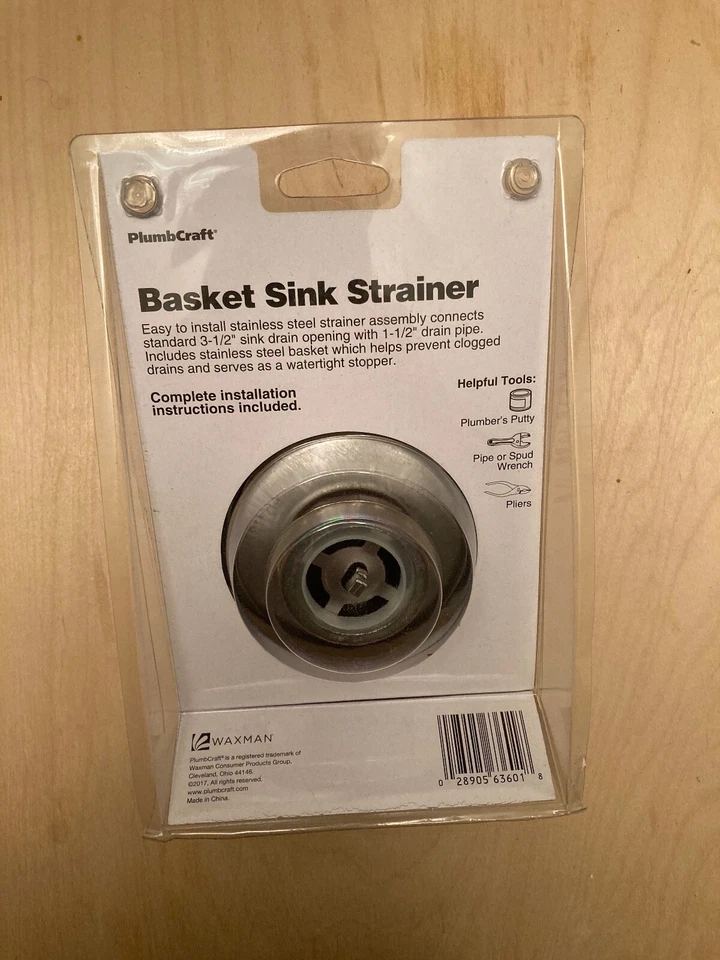 PlumbCraft®
Basket Sink Strainer
Easy to install stainless steel strainer assembly connects
standard 3-1/2" sink drain opening with 1-1/2" drain pipe.
Includes stainless steel basket which helps prevent clogged
drains and serves as a watertight stopper.
Complete installation
instructions included.
Helpful Tools:
Plumber's Putty
Pipe or Spud
Wrench
Pliers
WAXMAN
PlumbCraft® is a registered trademark of
Waxman Consumer Products Group,
Cleveland, Ohio 44146.
©2017, All rights reserved.
www.plumbcraft.com
Made in China.
0 28905 63601 8